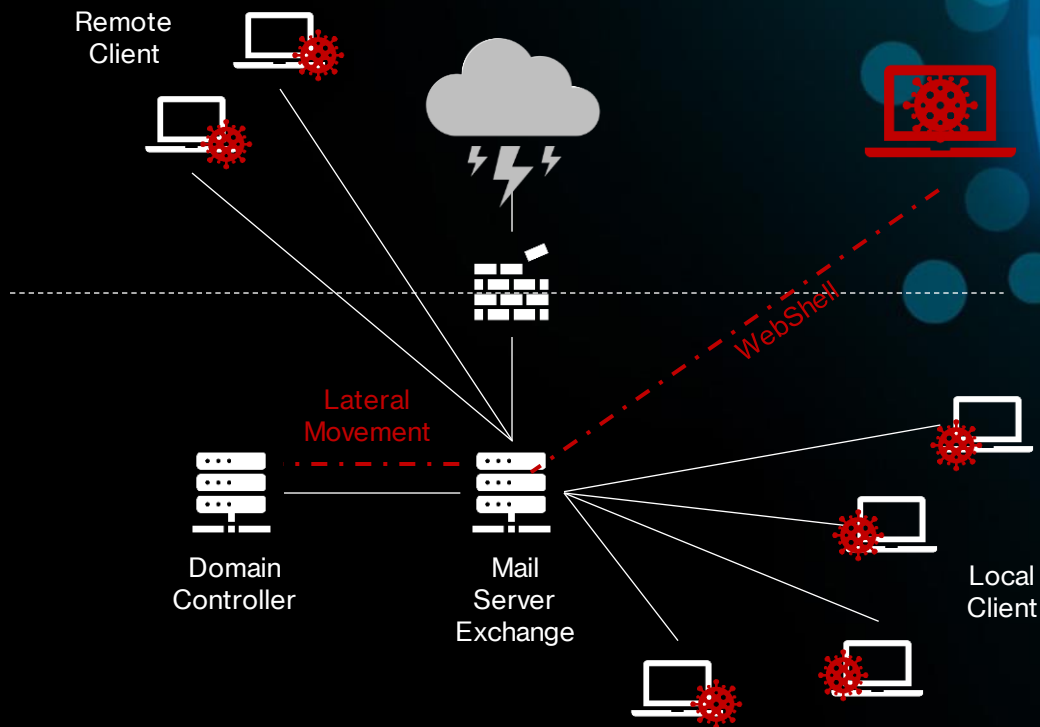 Remote
Client
WebShell
Lateral
Movement
Domain
Controller
Mail
Server
Exchange
Local
Client